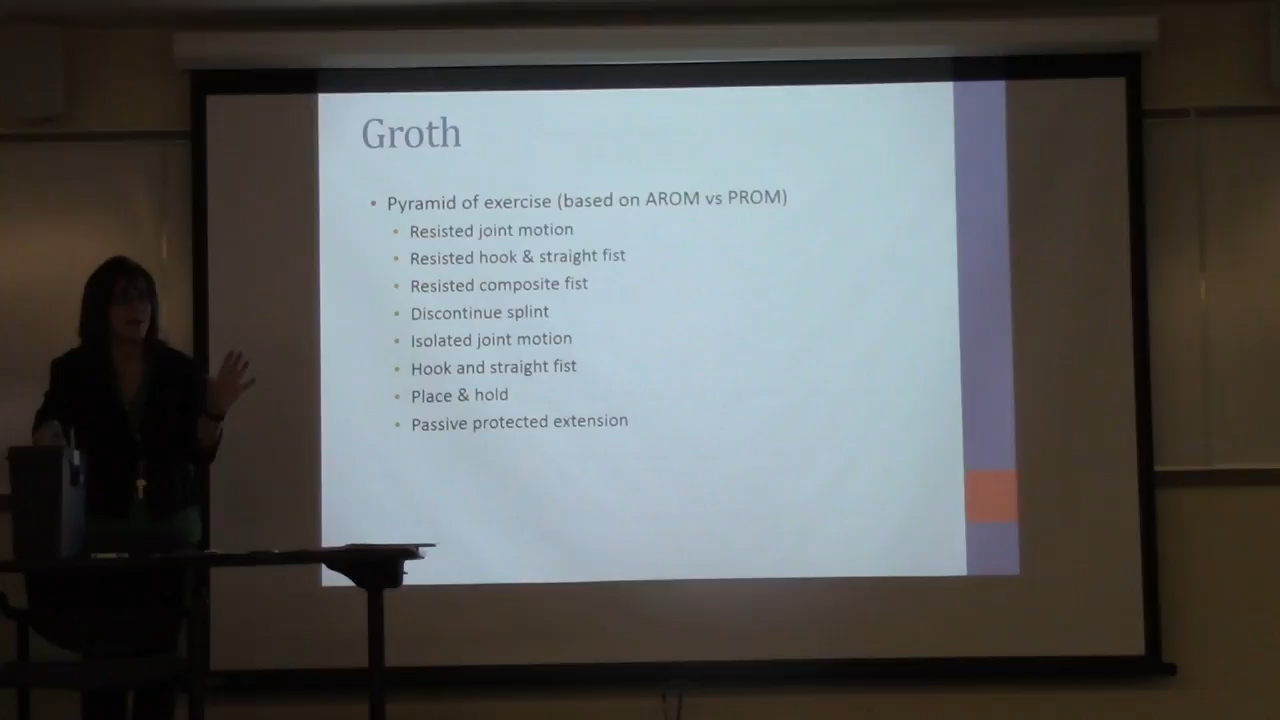 Groth
• Pyramid of exercise (based on AROM vs PROM)
• Resisted joint motion
• Resisted hook & straight fist
• Resisted composite fist
• Discontinue splint
• Isolated joint motion
• Hook and straight fist
• Place & hold
• Passive protected extension